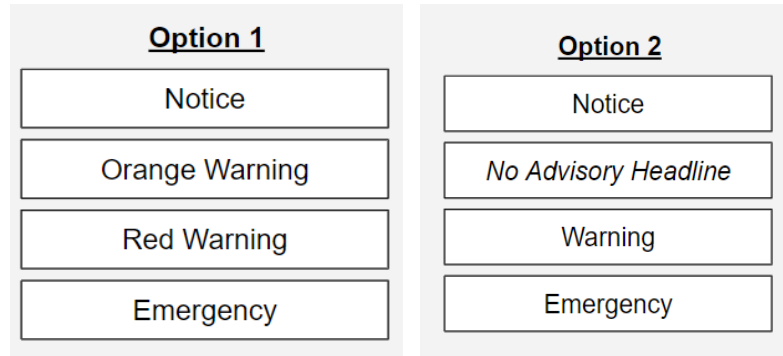 Option 1
Notice
Orange Warning
Red Warning
Emergency
Option 2
Notice
No Advisory Headline
Warning
Emergency